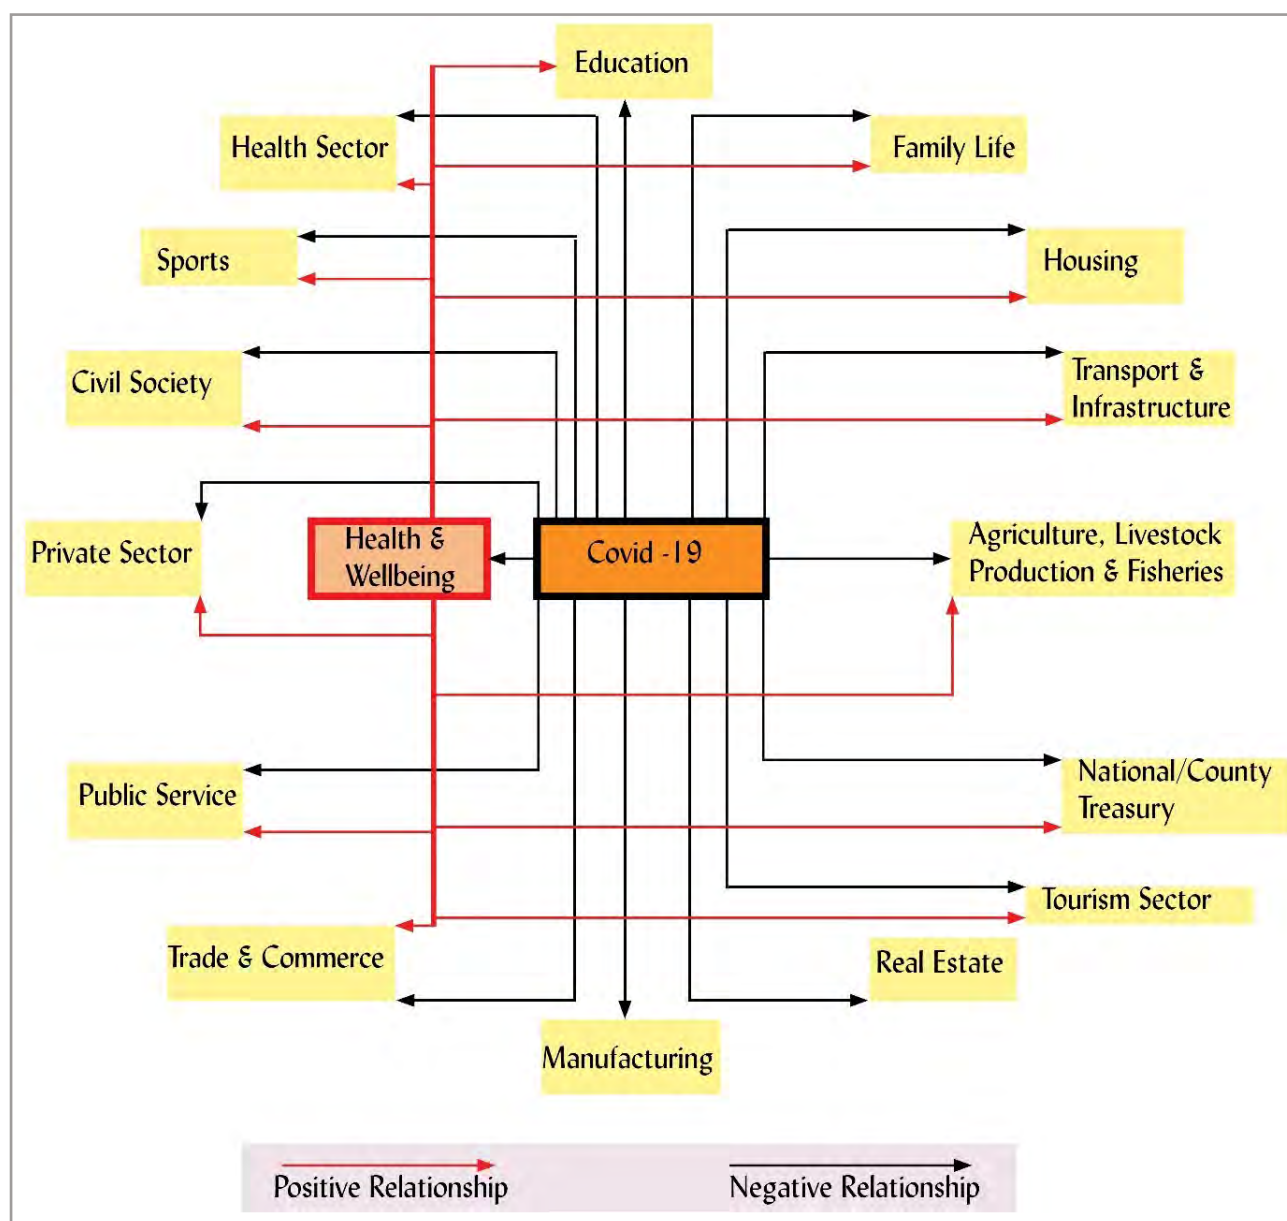 Education
Health Sector
Family Life
Sports
Housing
Civil Society
Transport &
Infrastructure
Private Sector
Health &
Wellbeing
Covid -19
Agriculture, Livestock
Production & Fisheries
Public Service
National/County
Treasury
Tourism Sector
Trade & Commerce
Real Estate
Manufacturing
Positive Relationship
Negative Relationship